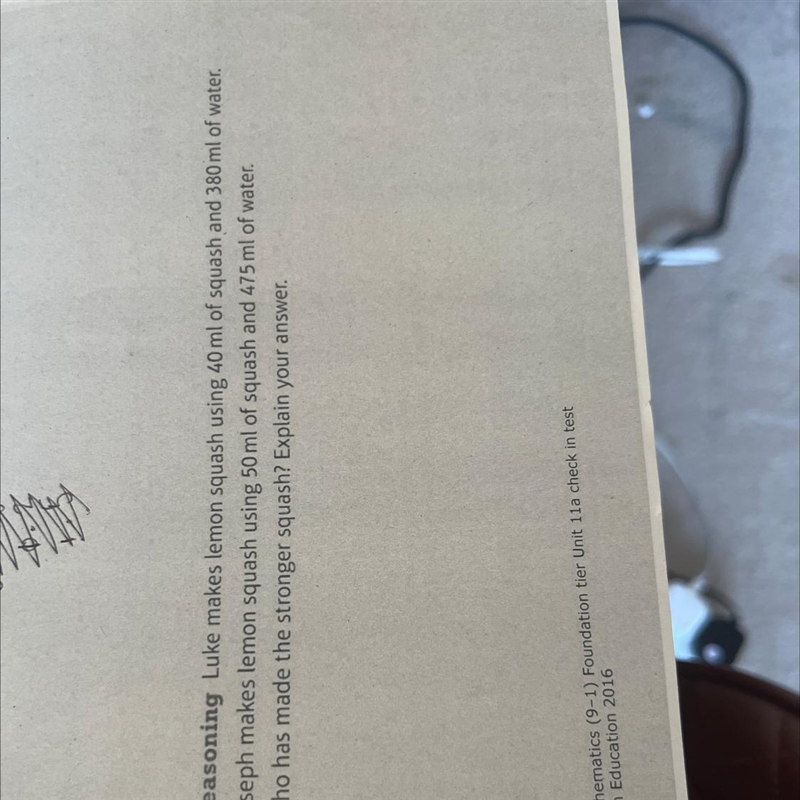 easoning Luke makes lemon squash using 40 ml of squash and 380 ml of water.
seph makes lemon squash using 50 ml of squash and 475 ml of water.
ho has made the stronger squash? Explain your answer.
hematics (9–1) Foundation tier Unit 11a check in test
n Education 2016